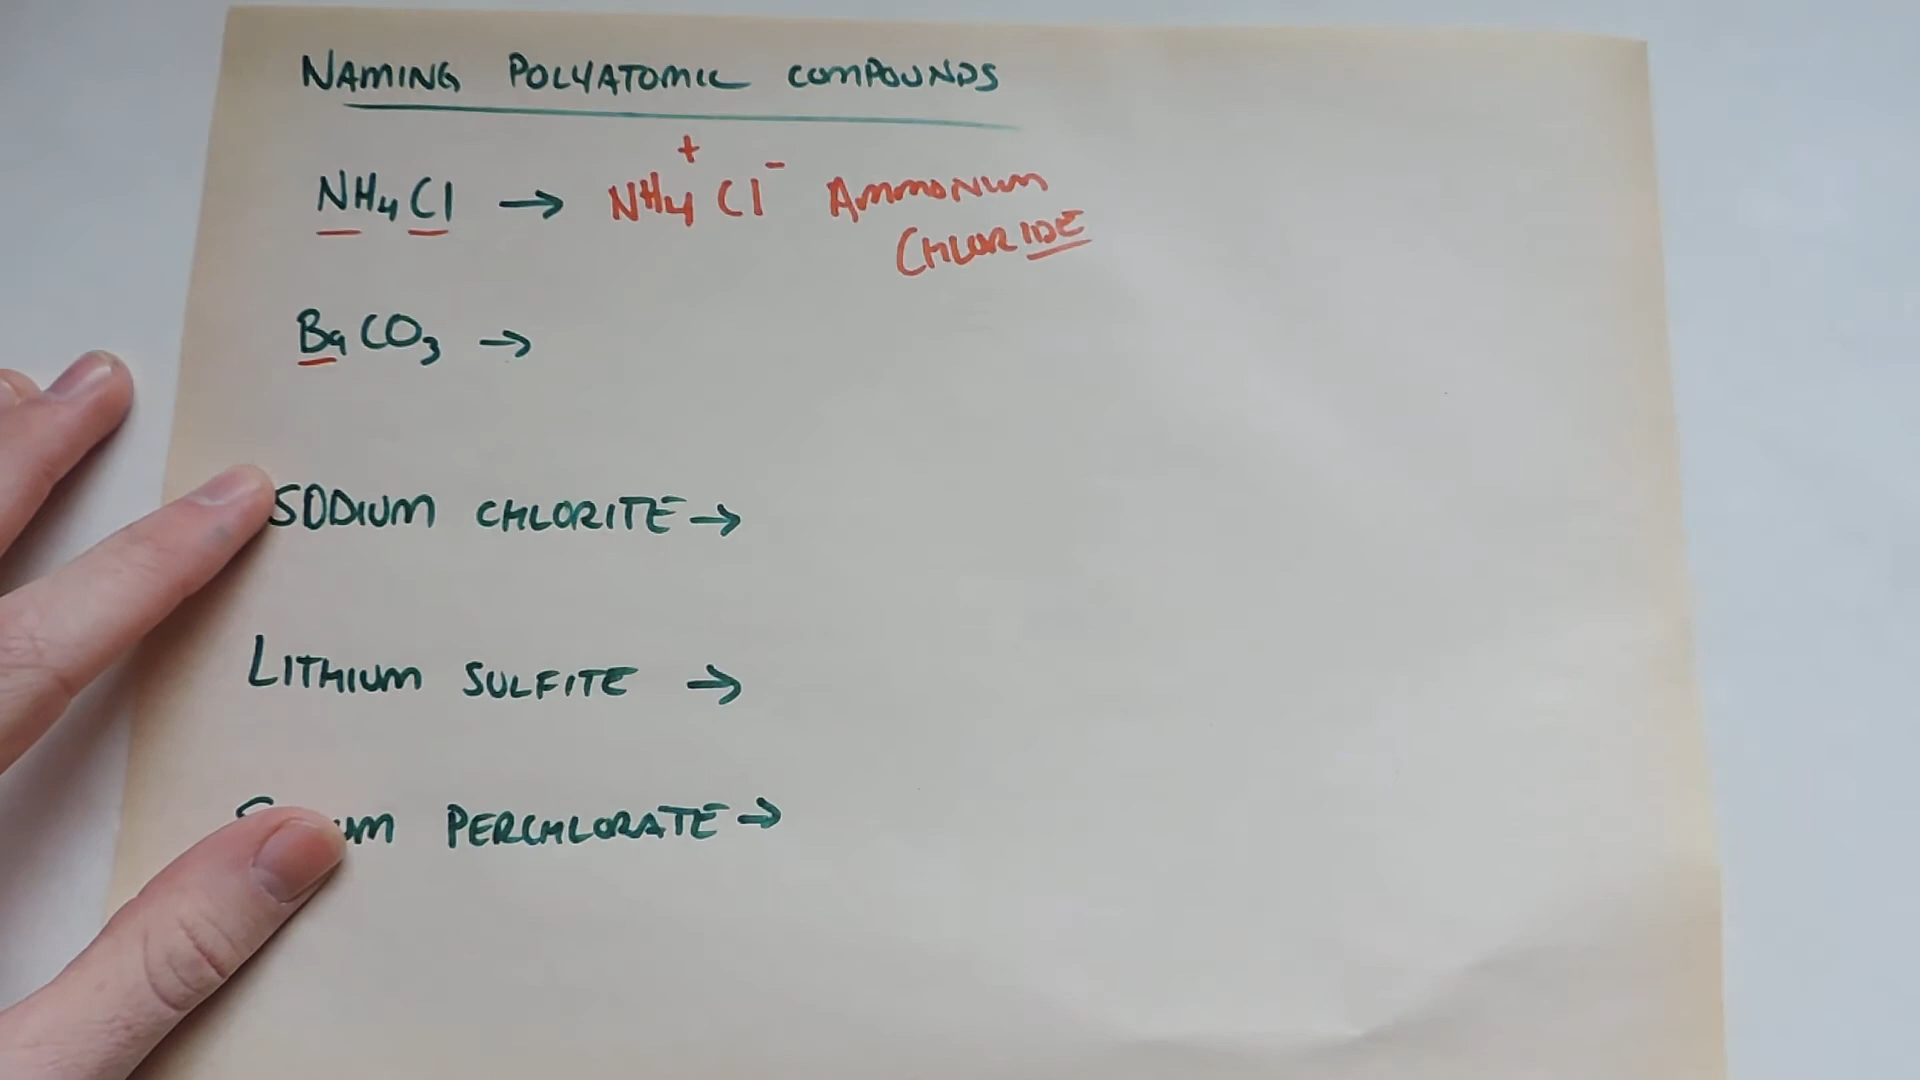 NAMING POLYATOMIC COMPOUNDS
NH₄Cl → NH₄⁺ Cl⁻ AMMONIUM
CHLORIDE
BaCO₃ →
SODIUM CHLORITE →
LITHIUM SULFITE →
PERCHLORATE →